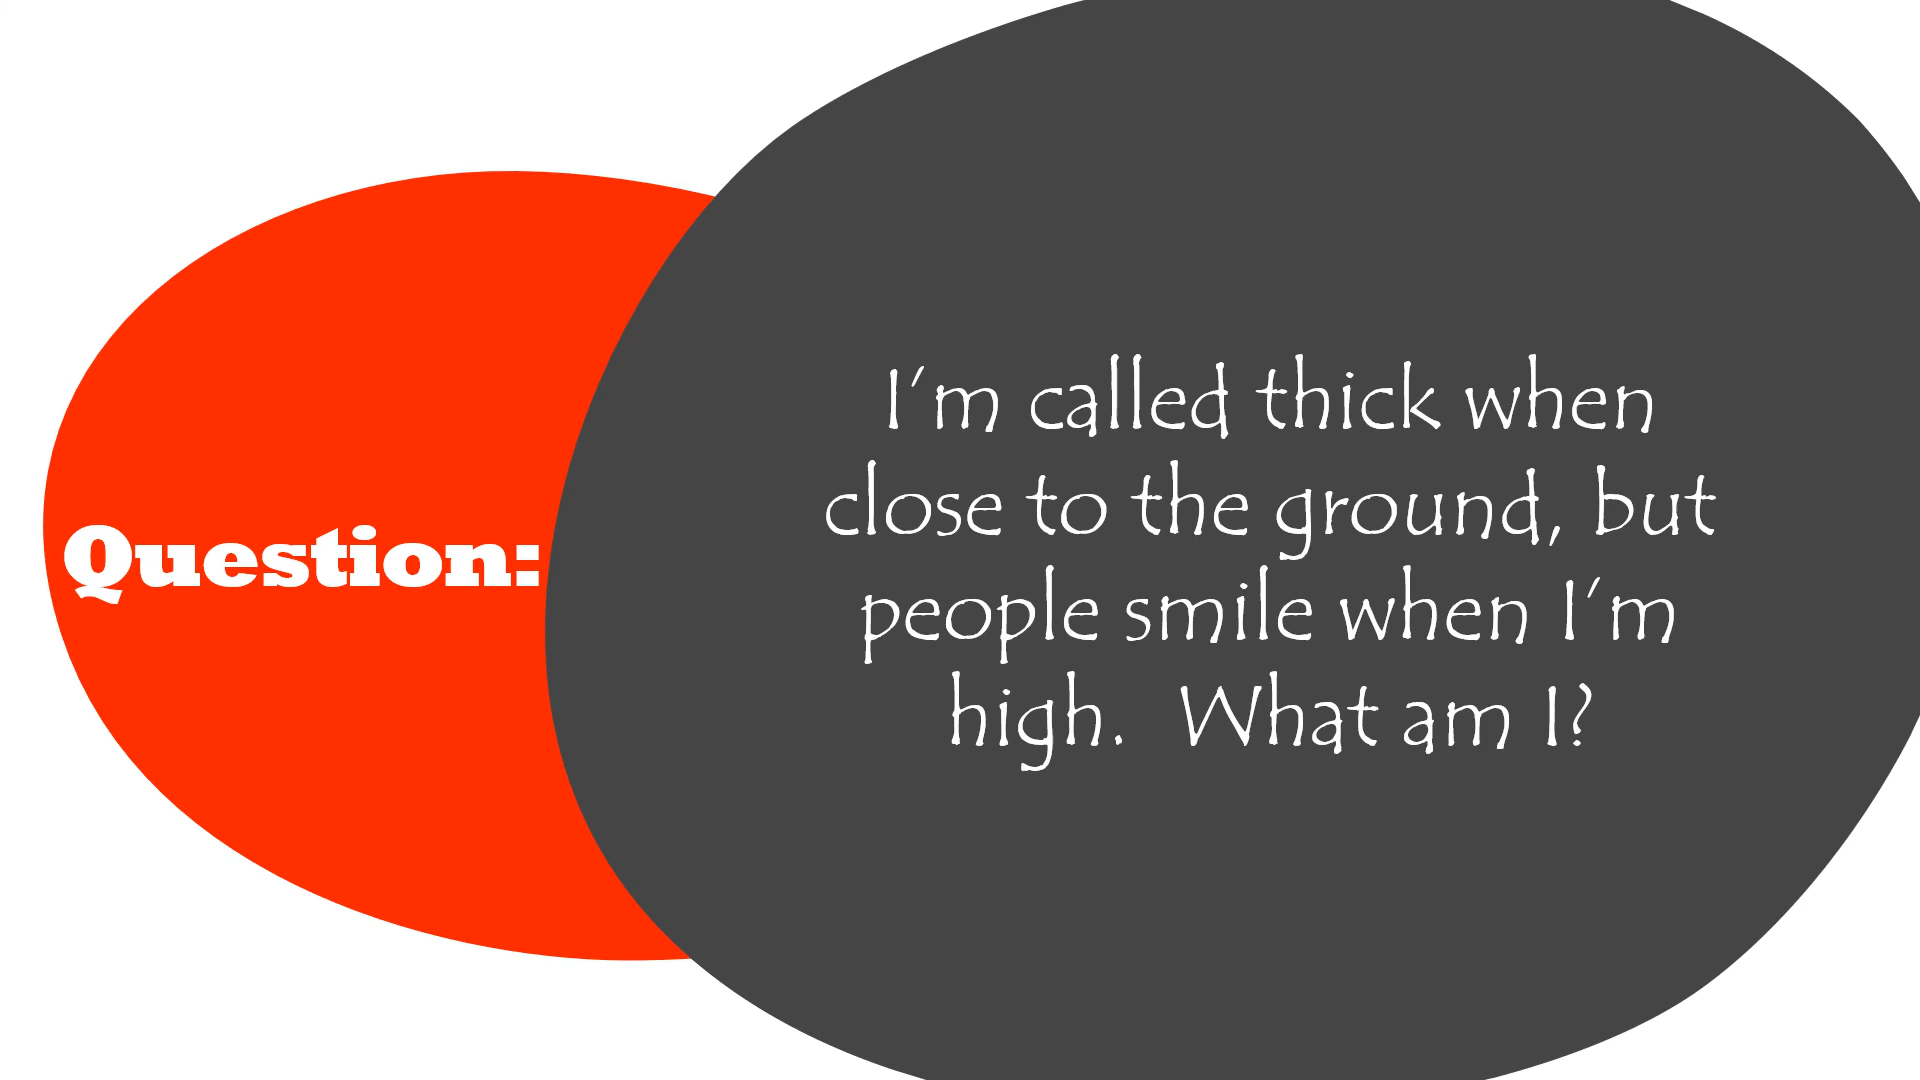 Question:
I’m called thick when
close to the ground, but
people smile when I’m
high.  What am I?